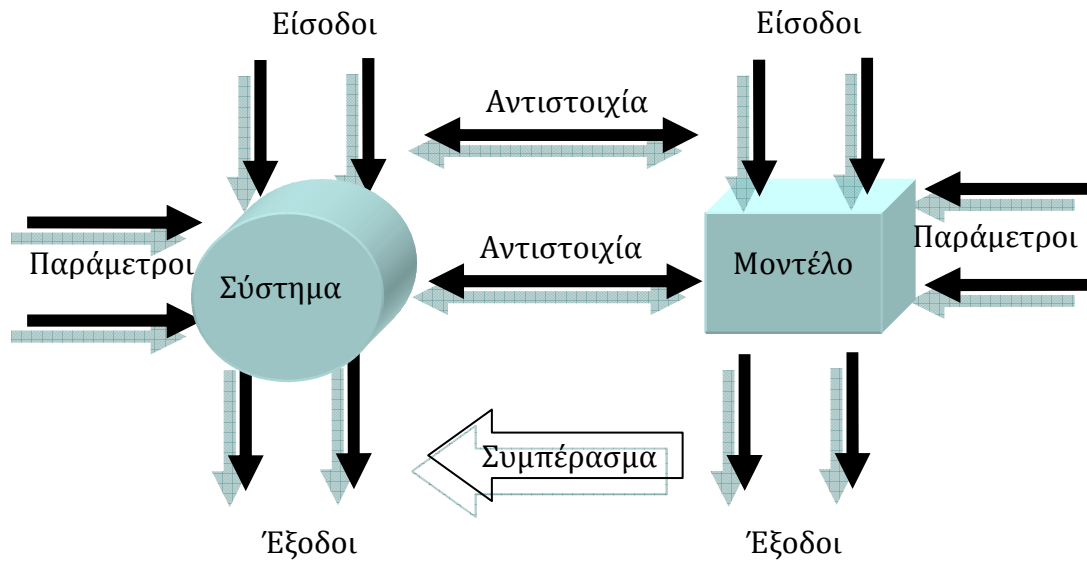 Είσοδοι
Είσοδοι
Αντιστοιχία
Παράμετροι
Σύστημα
Αντιστοιχία
Μοντέλο
Παράμετροι
Συμπέρασμα
Έξοδοι
Έξοδοι